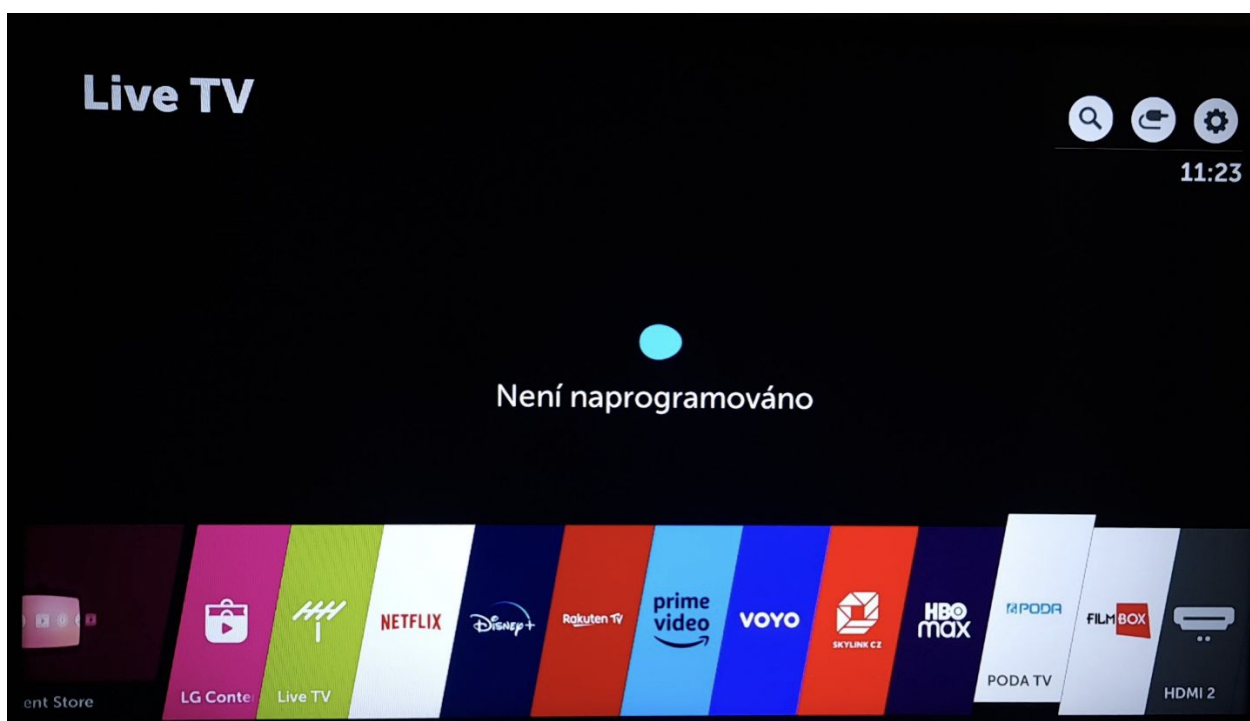 Live TV
11:23
Není naprogramováno
ent Store
LG Conte
Live TV
NETFLIX
Disney+
Rakuten TV
prime
video
VOYO
SKYLINK CZ
HBO
max
PODA
PODA TV
FILMBOX
HDMI 2